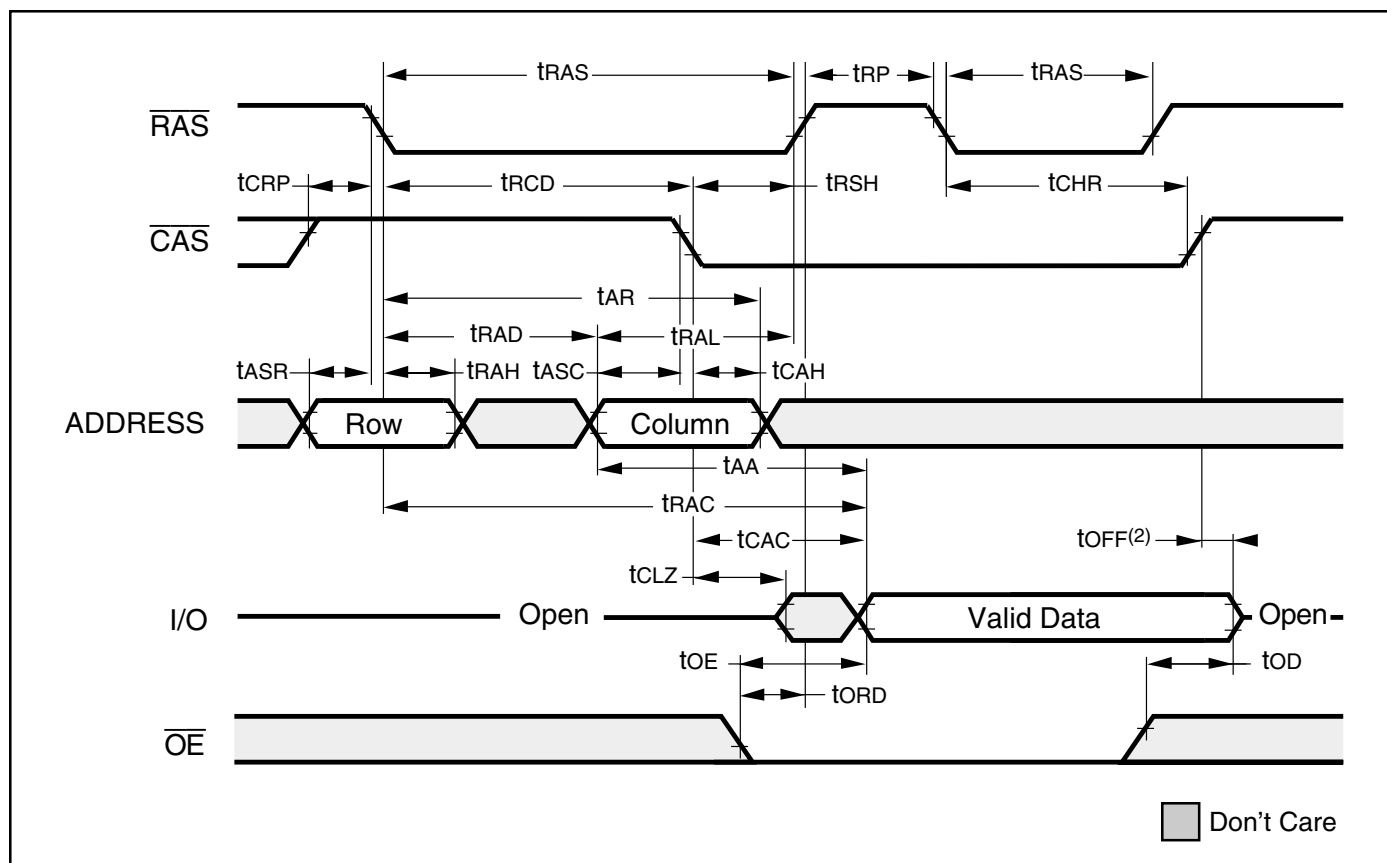 tRAS tRP tRAS
RAS
tCRP tRCD tRSH tCHR
CAS
tAR
tRAD tRAL
tASR tRAH tASC tCAH
ADDRESS Row Column
tAA
tRAC
tCAC tOFF(2)
tCLZ
I/O Open Valid Data Open
tOE tOD
tORD
OE
Don't Care